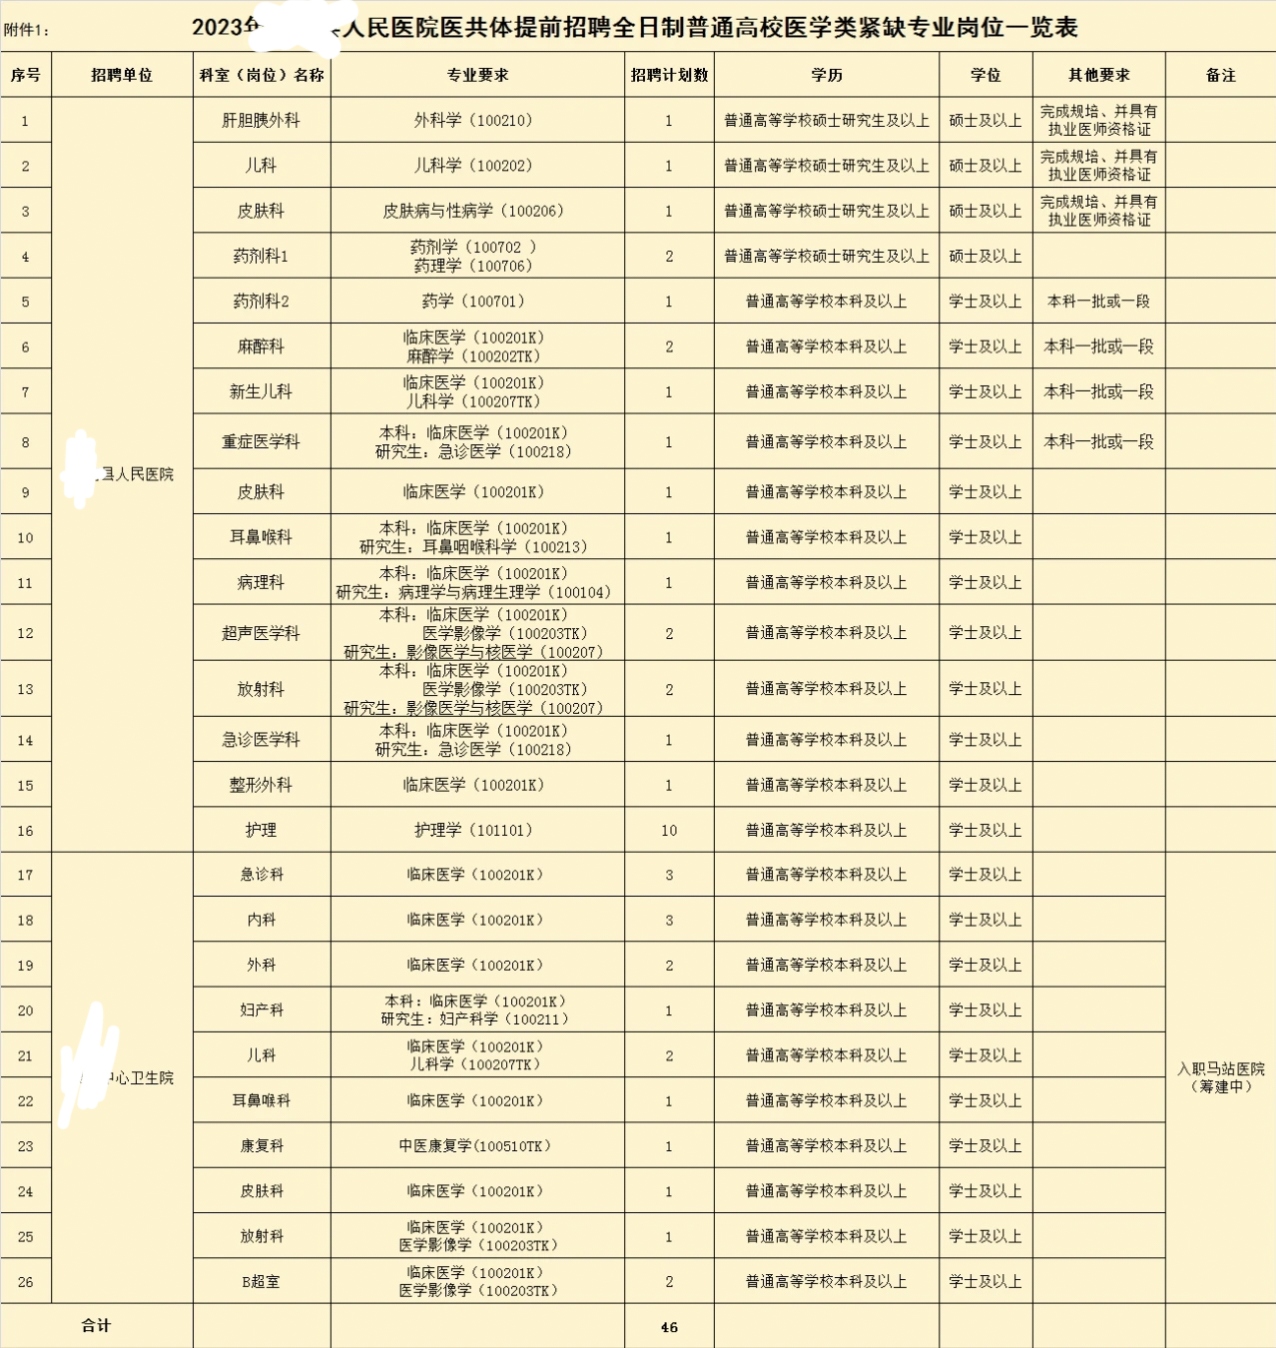 附件1：
2023年 人民医院医共体提前招聘全日制普通高校医学类紧缺专业岗位一览表
序号 招聘单位 科室（岗位）名称 专业要求 招聘计划数 学历 学位 其他要求 备注
1 肝胆胰外科 外科学（100210） 1 普通高等学校硕士研究生及以上 硕士及以上 完成规培、并具有
执业医师资格证
2 儿科 儿科学（100202） 1 普通高等学校硕士研究生及以上 硕士及以上 完成规培、并具有
执业医师资格证
3 皮肤科 皮肤病与性病学（100206） 1 普通高等学校硕士研究生及以上 硕士及以上 完成规培、并具有
执业医师资格证
4 药剂科1 药剂学（100702 ）
药理学（100706） 2 普通高等学校硕士研究生及以上 硕士及以上
5 药剂科2 药学（100701） 1 普通高等学校本科及以上 学士及以上 本科一批或一段
6 麻醉科 临床医学（100201K）
麻醉学（100202TK） 2 普通高等学校本科及以上 学士及以上 本科一批或一段
7 新生儿科 临床医学（100201K）
儿科学（100207TK） 1 普通高等学校本科及以上 学士及以上 本科一批或一段
8 重症医学科 本科：临床医学（100201K）
研究生：急诊医学（100218） 1 普通高等学校本科及以上 学士及以上 本科一批或一段
县人民医院
9 皮肤科 临床医学（100201K） 1 普通高等学校本科及以上 学士及以上
10 耳鼻喉科 本科：临床医学（100201K）
研究生：耳鼻咽喉科学（100213） 1 普通高等学校本科及以上 学士及以上
11 病理科 本科：临床医学（100201K）
研究生：病理学与病理生理学（100104） 1 普通高等学校本科及以上 学士及以上
12 超声医学科 本科：临床医学（100201K）
医学影像学（100203TK）
研究生：影像医学与核医学（100207） 2 普通高等学校本科及以上 学士及以上
13 放射科 本科：临床医学（100201K）
医学影像学（100203TK）
研究生：影像医学与核医学（100207） 2 普通高等学校本科及以上 学士及以上
14 急诊医学科 本科：临床医学（100201K）
研究生：急诊医学（100218） 1 普通高等学校本科及以上 学士及以上
15 整形外科 临床医学（100201K） 1 普通高等学校本科及以上 学士及以上
16 护理 护理学（101101） 10 普通高等学校本科及以上 学士及以上
17 急诊科 临床医学（100201K） 3 普通高等学校本科及以上 学士及以上
18 内科 临床医学（100201K） 3 普通高等学校本科及以上 学士及以上
19 外科 临床医学（100201K） 2 普通高等学校本科及以上 学士及以上
20 妇产科 本科：临床医学（100201K）
研究生：妇产科学（100211） 1 普通高等学校本科及以上 学士及以上
21 儿科 临床医学（100201K）
儿科学（100207TK） 2 普通高等学校本科及以上 学士及以上
中心卫生院
入职马站医院
（筹建中）
22 耳鼻喉科 临床医学（100201K） 1 普通高等学校本科及以上 学士及以上
23 康复科 中医康复学(100510TK） 1 普通高等学校本科及以上 学士及以上
24 皮肤科 临床医学（100201K） 1 普通高等学校本科及以上 学士及以上
25 放射科 临床医学（100201K）
医学影像学（100203TK） 1 普通高等学校本科及以上 学士及以上
26 B超室 临床医学（100201K）
医学影像学（100203TK） 2 普通高等学校本科及以上 学士及以上
合计 46